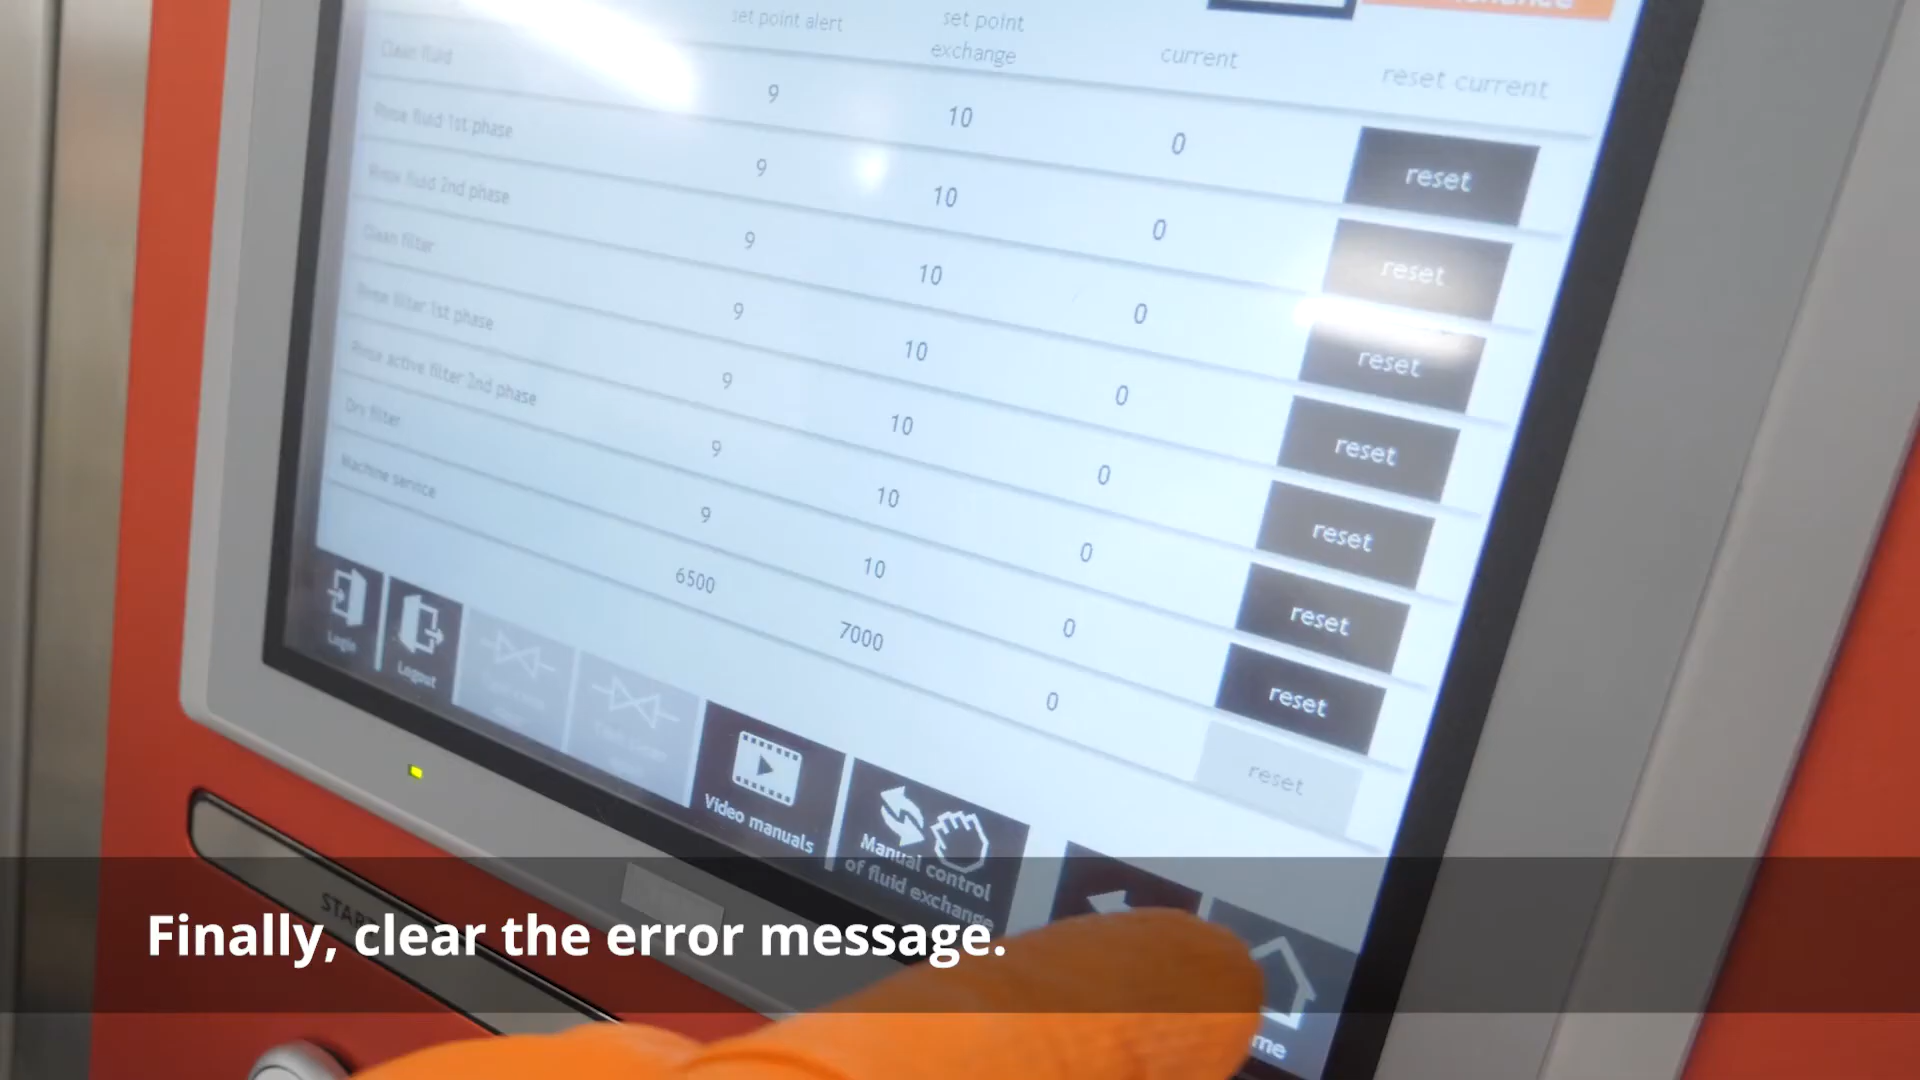 set point alert
set point
exchange
current
reset current
Clean fluid 9 10 0 reset
Rinse fluid 1st phase 9 10 0 reset
Rinse fluid 2nd phase 9 10 0 reset
Clean filter 9 10 0 reset
Rinse filter 1st phase 9 10 0 reset
Rinse active filter 2nd phase 9 10 0 reset
Dry filter 9 10 0 reset
Machine service 6500 7000 0 reset
Login
Logout
Video manuals
Manual control
of fluid exchange
me
START
Finally, clear the error message.